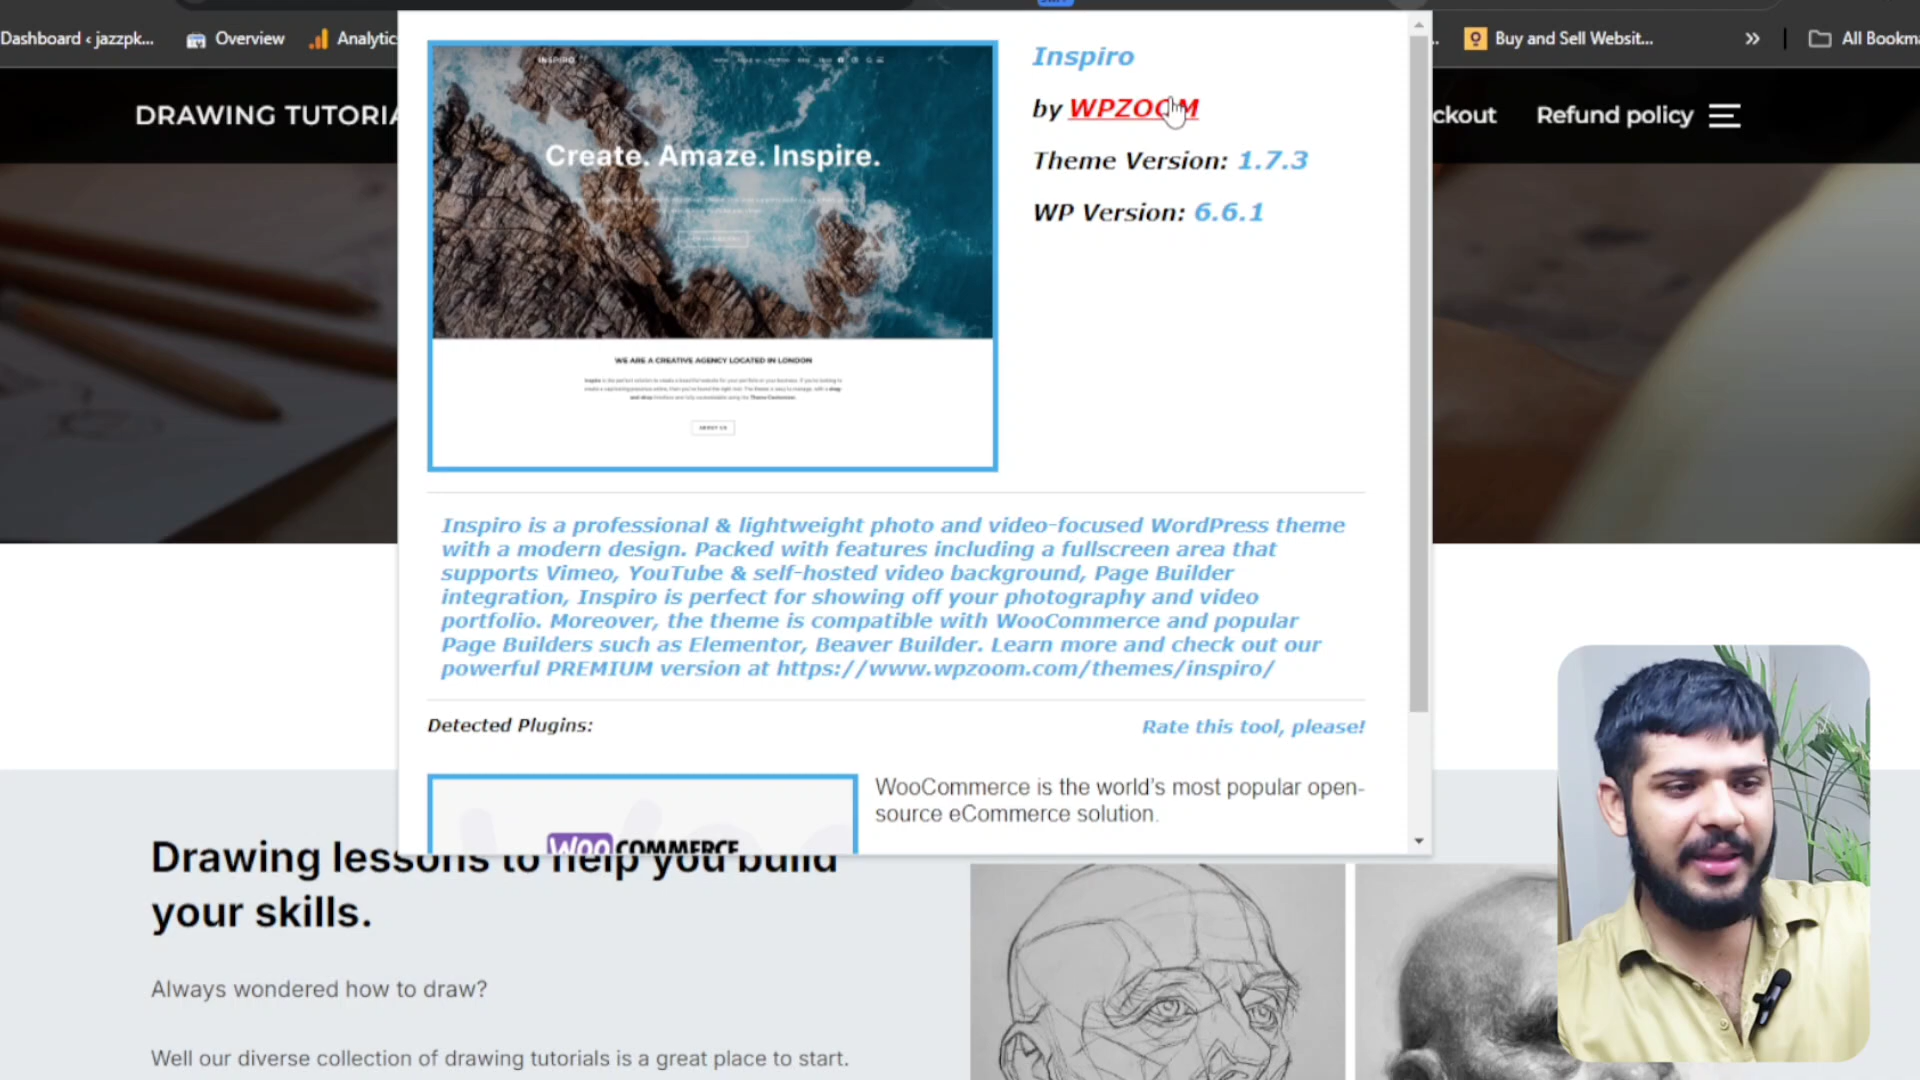 Dashboard ‹ jazzpk...
Overview
Analytic
Buy and Sell Websit...
»
All Bookma
DRAWING TUTORIA
ckout
Refund policy
INSPIRO
Create. Amaze. Inspire.
WE ARE A CREATIVE AGENCY LOCATED IN LONDON
ABOUT US
Inspiro
by WPZOOM
Theme Version: 1.7.3
WP Version: 6.6.1
Inspiro is a professional & lightweight photo and video-focused WordPress theme
with a modern design. Packed with features including a fullscreen area that
supports Vimeo, YouTube & self-hosted video background, Page Builder
integration, Inspiro is perfect for showing off your photography and video
portfolio. Moreover, the theme is compatible with WooCommerce and popular
Page Builders such as Elementor, Beaver Builder. Learn more and check out our
powerful PREMIUM version at https://www.wpzoom.com/themes/inspiro/
Detected Plugins:
Rate this tool, please!
WOOCOMMERCE
WooCommerce is the world's most popular open-
source eCommerce solution.
Drawing lessons to help you build
your skills.
Always wondered how to draw?
Well our diverse collection of drawing tutorials is a great place to start.